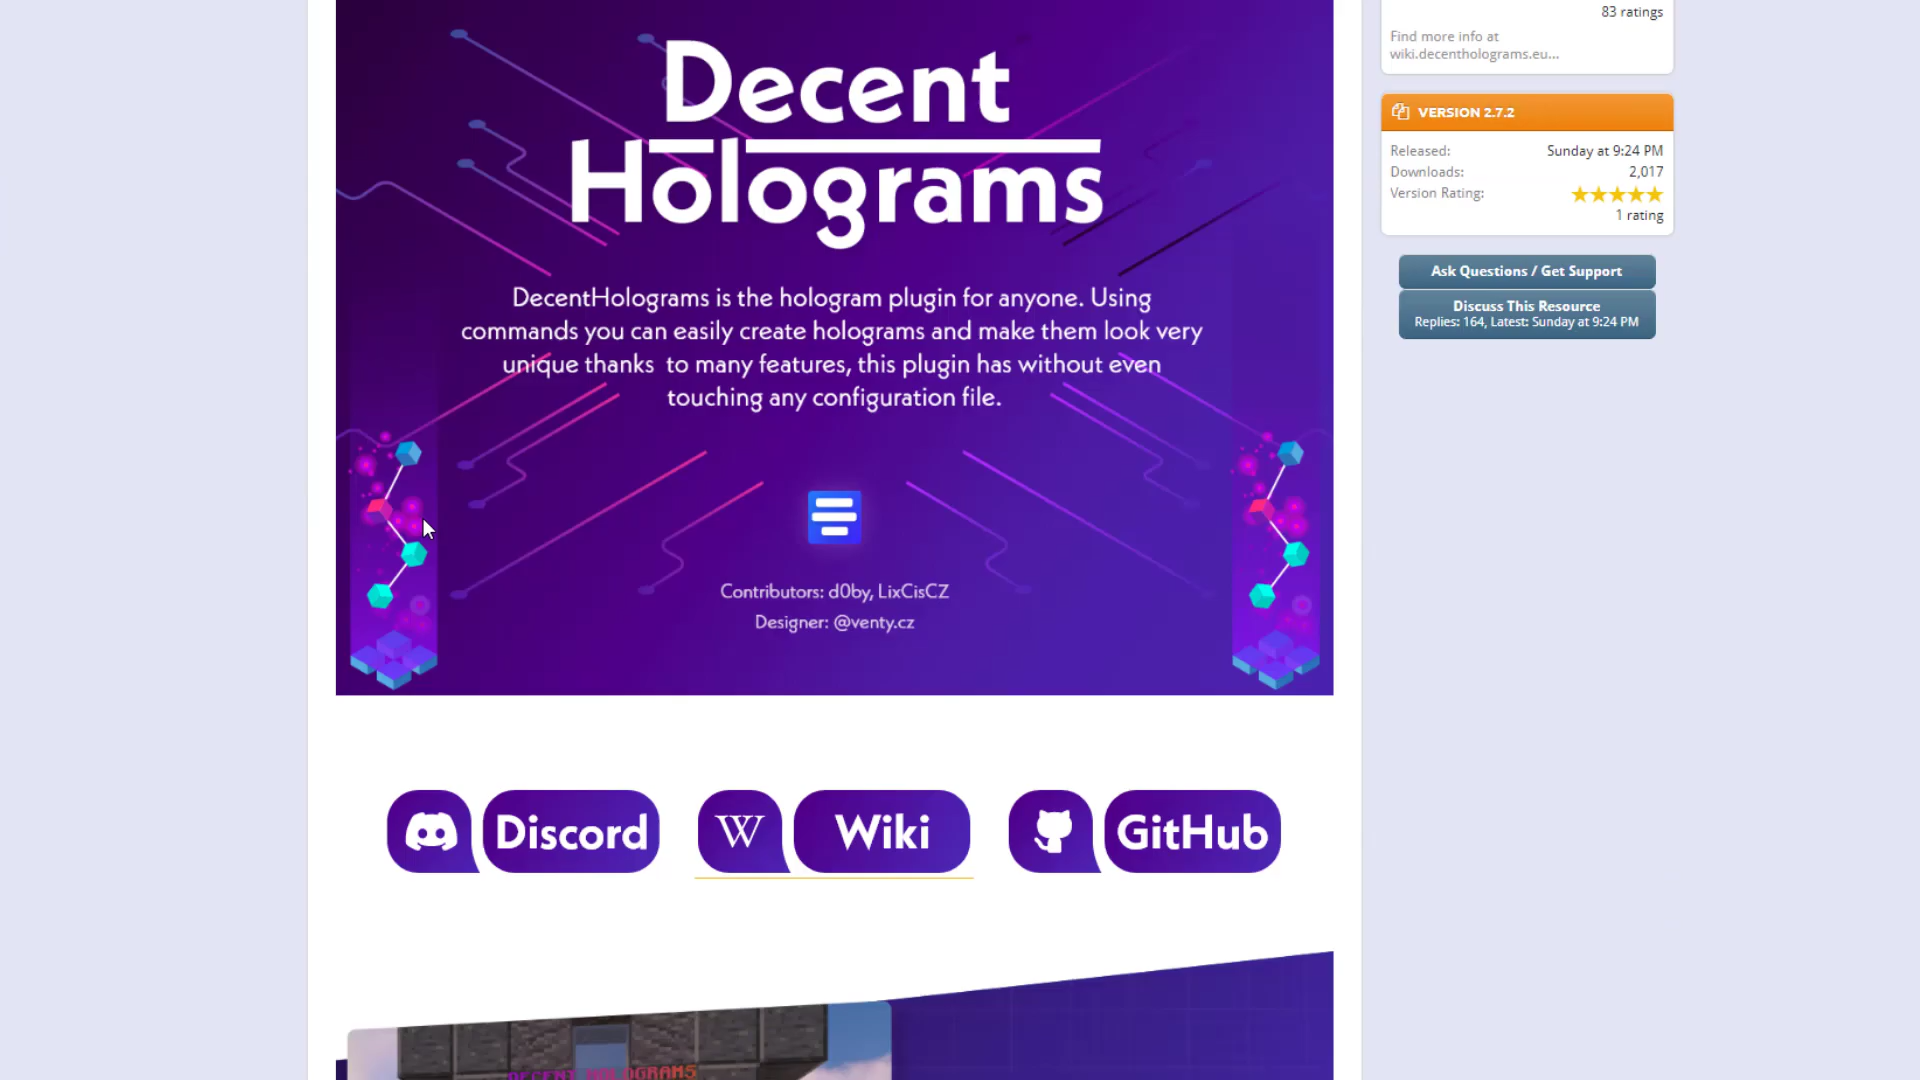 Decent
Holograms
DecentHolograms is the hologram plugin for anyone. Using
commands you can easily create holograms and make them look very
unique thanks to many features, this plugin has without even
touching any configuration file.
Contributors: d0by, LixCisCZ
Designer: @venty.cz
Discord
W
Wiki
GitHub
DECENT HOLOGRAMS
83 ratings
Find more info at
wiki.decentholograms.eu...
VERSION 2.7.2
Released: Sunday at 9:24 PM
Downloads: 2,017
Version Rating:
1 rating
Ask Questions / Get Support
Discuss This Resource
Replies: 164, Latest: Sunday at 9:24 PM